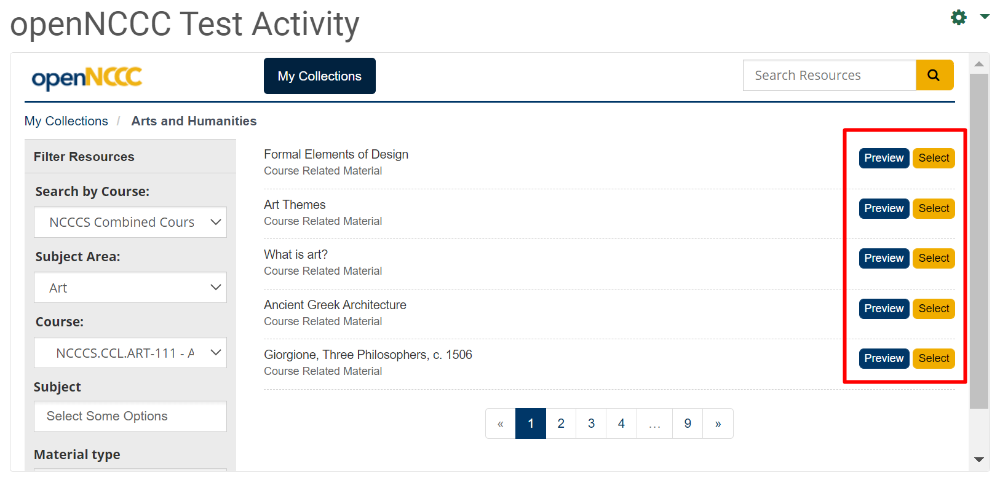 openNCCC Test Activity
openNCCC
My Collections
Search Resources
My Collections / Arts and Humanities
Filter Resources
Search by Course:
NCCCS Combined Cours
Subject Area:
Art
Course:
NCCCS.CCL.ART-111 - A
Subject
Select Some Options
Material type
Formal Elements of Design
Course Related Material
Preview Select
Art Themes
Course Related Material
Preview Select
What is art?
Course Related Material
Preview Select
Ancient Greek Architecture
Course Related Material
Preview Select
Giorgione, Three Philosophers, c. 1506
Course Related Material
Preview Select
« 1 2 3 4 ... 9 »